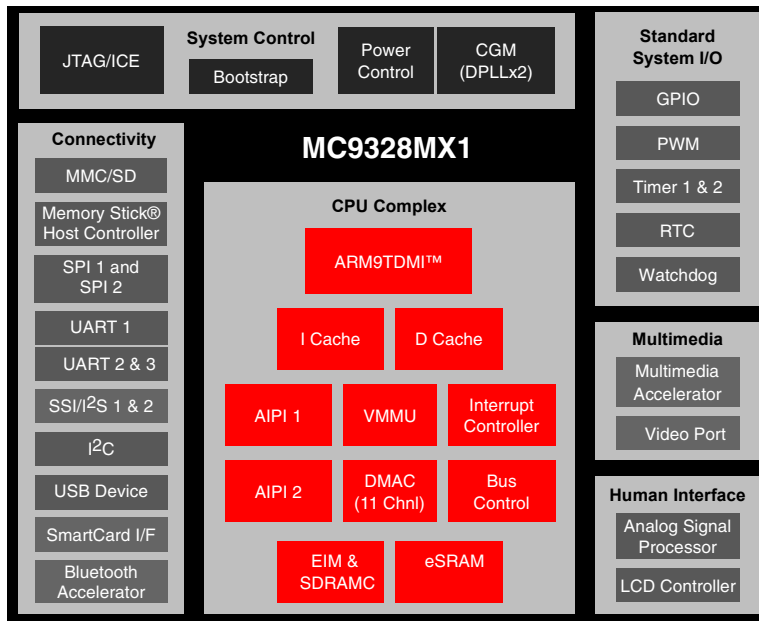 System Control
JTAG/ICE
Bootstrap
Power
Control
CGM
(DPLLx2)
Standard
System I/O
GPIO
PWM
Timer 1 & 2
RTC
Watchdog
Connectivity
MMC/SD
Memory Stick®
Host Controller
SPI 1 and
SPI 2
UART 1
UART 2 & 3
SSI/I2S 1 & 2
I2C
USB Device
SmartCard I/F
Bluetooth
Accelerator
MC9328MX1
CPU Complex
ARM9TDMI™
I Cache
D Cache
AIPI 1
VMMU
Interrupt
Controller
AIPI 2
DMAC
(11 Chnl)
Bus
Control
EIM &
SDRAMC
eSRAM
Multimedia
Multimedia
Accelerator
Video Port
Human Interface
Analog Signal
Processor
LCD Controller